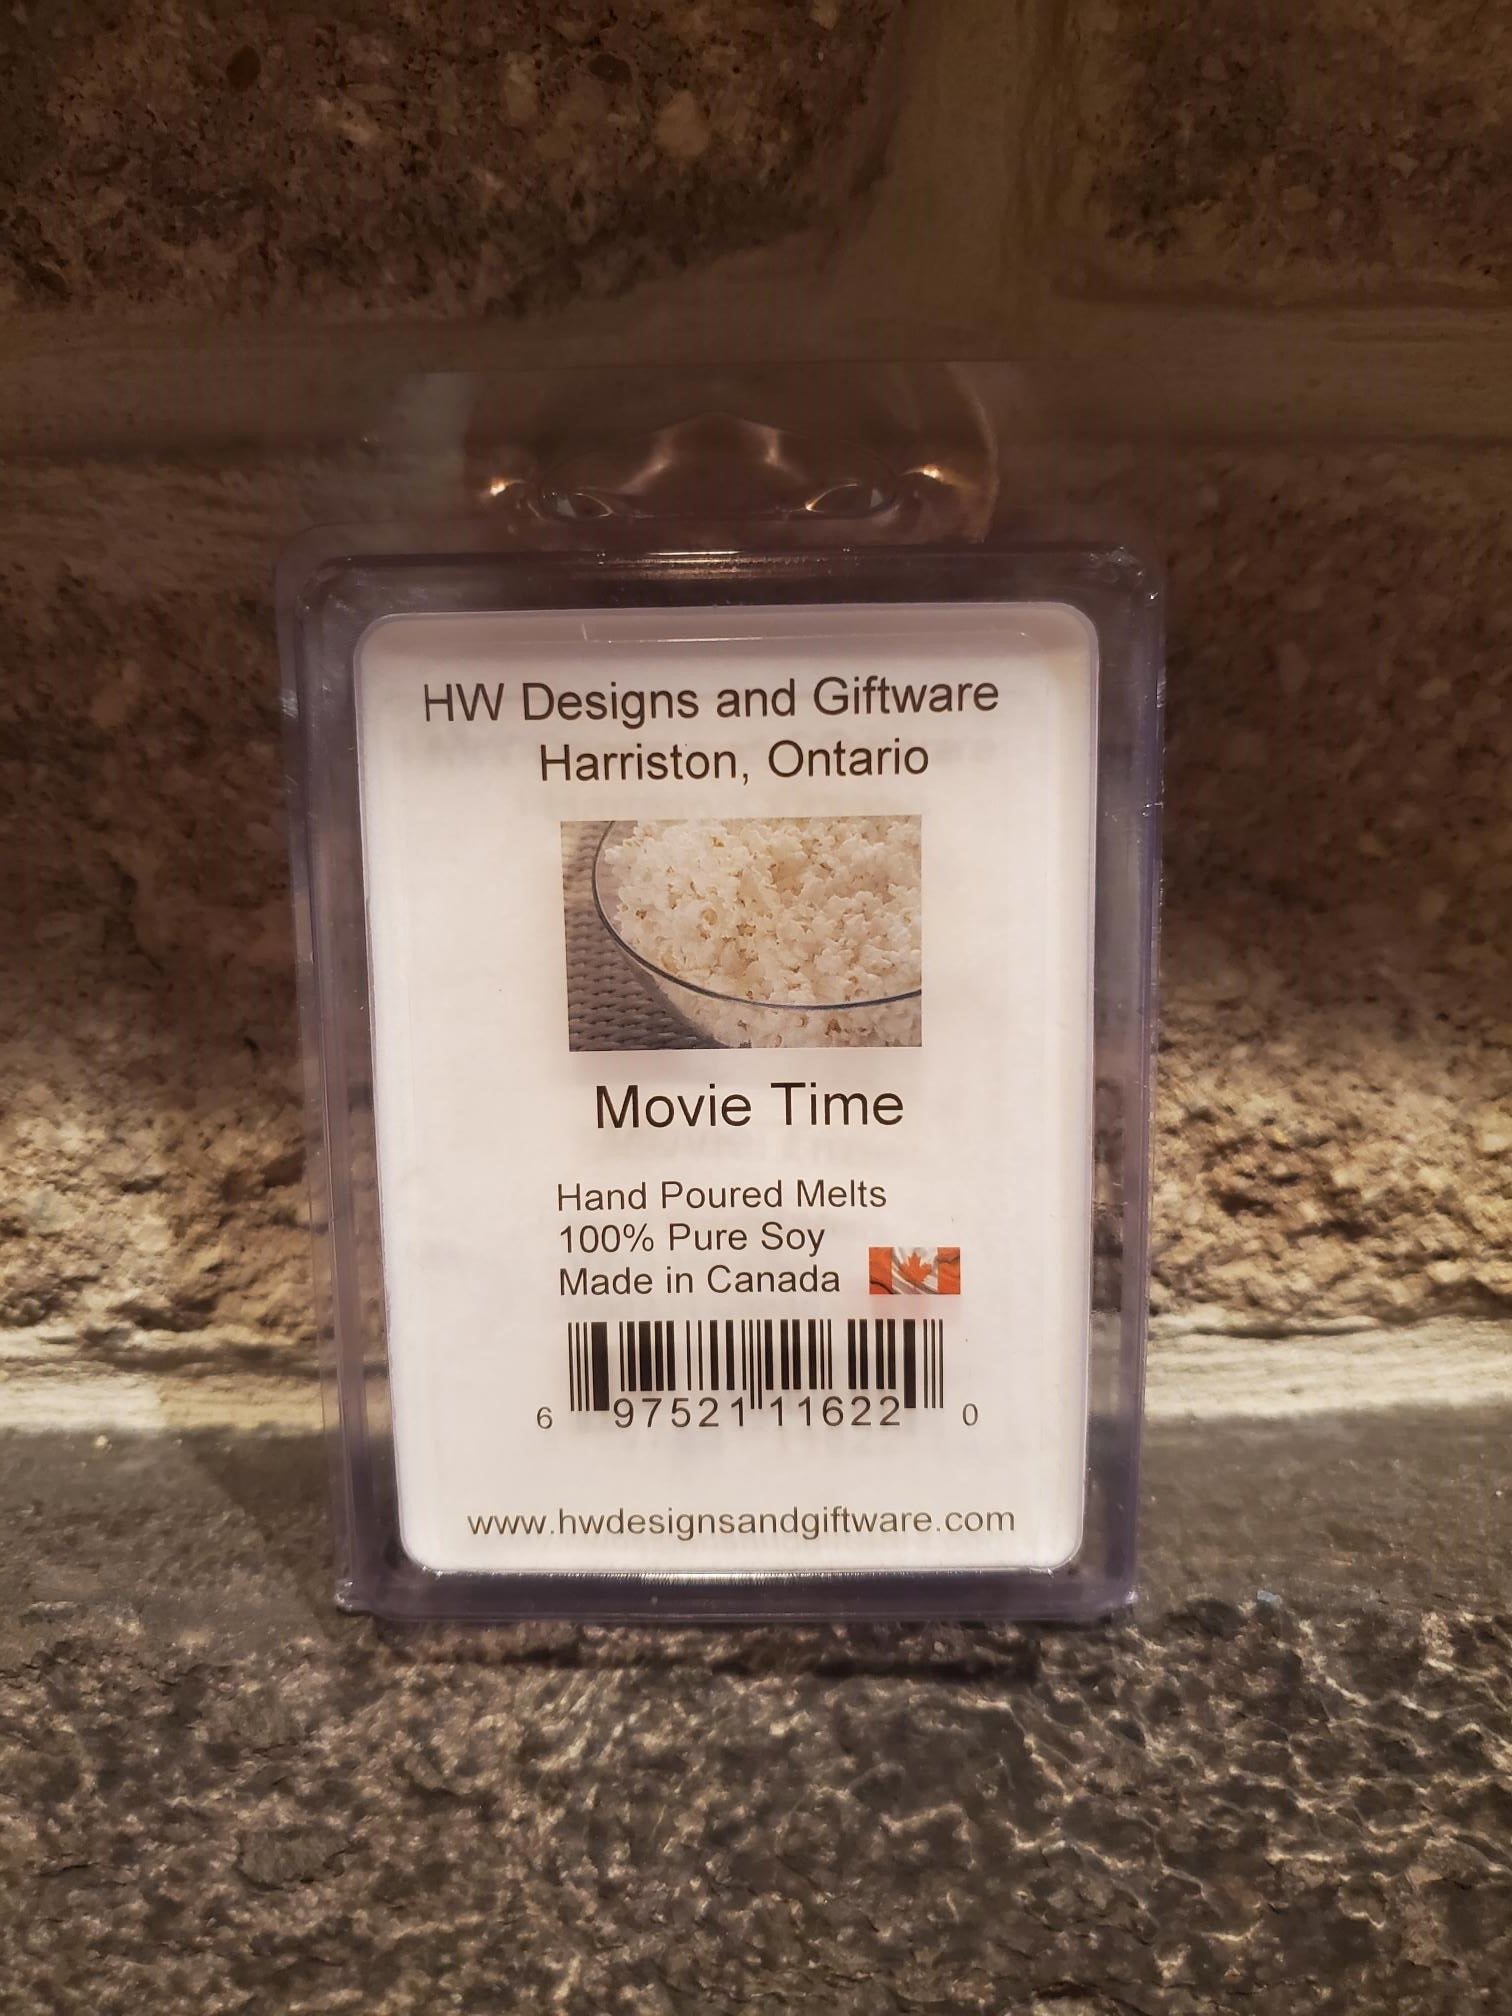 HW Designs and Giftware
Harriston, Ontario
Movie Time
Hand Poured Melts
100% Pure Soy
Made in Canada
6 97521 11622 0
www.hwdesignsandgiftware.com